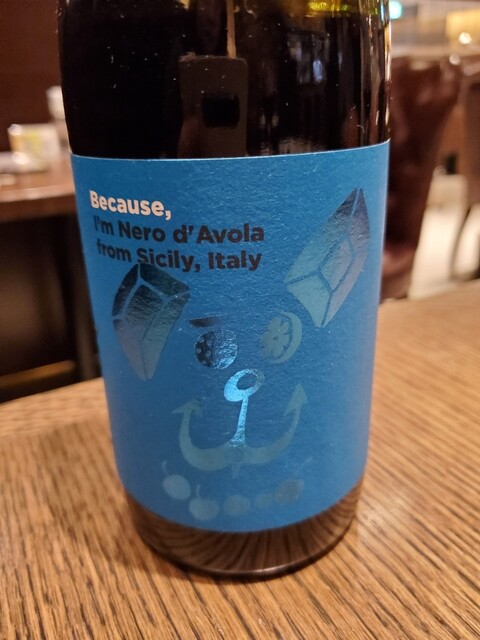 Because,
I'm Nero d'Avola
from Sicily, Italy